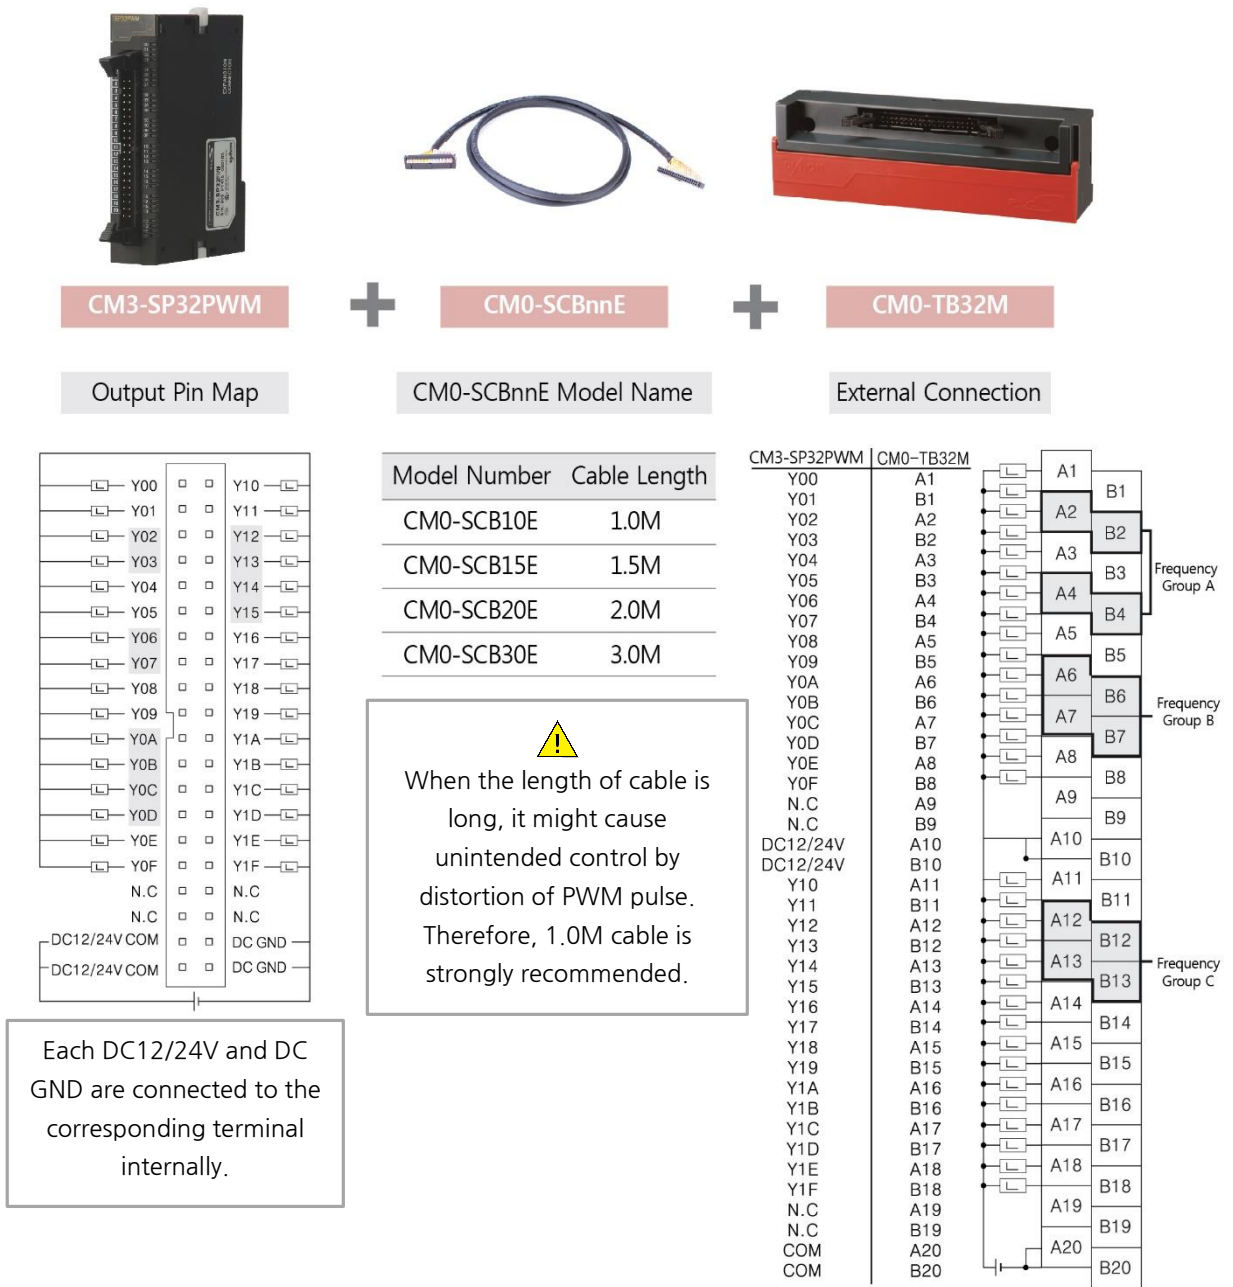 SP32PWM
CM3-SP32PWM
CM0-SCBnnE
CM0-TB32M
Output Pin Map
CM0-SCBnnE Model Name
External Connection
Y00 Y10
Y01 Y11
Y02 Y12
Y03 Y13
Y04 Y14
Y05 Y15
Y06 Y16
Y07 Y17
Y08 Y18
Y09 Y19
Y0A Y1A
Y0B Y1B
Y0C Y1C
Y0D Y1D
Y0E Y1E
Y0F Y1F
N.C N.C
N.C N.C
DC12/24V COM DC GND
DC12/24V COM DC GND
Each DC12/24V and DC
GND are connected to the
corresponding terminal
internally.
Model Number Cable Length
CM0-SCB10E 1.0M
CM0-SCB15E 1.5M
CM0-SCB20E 2.0M
CM0-SCB30E 3.0M
When the length of cable is
long, it might cause
unintended control by
distortion of PWM pulse.
Therefore, 1.0M cable is
strongly recommended.
CM3-SP32PWM CM0-TB32M
Y00 A1
Y01 B1
Y02 A2
Y03 B2
Y04 A3
Y05 B3
Y06 A4
Y07 B4
Y08 A5
Y09 B5
Y0A A6
Y0B B6
Y0C A7
Y0D B7
Y0E A8
Y0F B8
N.C A9
N.C B9
DC12/24V A10
DC12/24V B10
Y10 A11
Y11 B11
Y12 A12
Y13 B12
Y14 A13
Y15 B13
Y16 A14
Y17 B14
Y18 A15
Y19 B15
Y1A A16
Y1B B16
Y1C A17
Y1D B17
Y1E A18
Y1F B18
N.C A19
N.C B19
COM A20
COM B20
A1
B1
A2
B2
A3
B3
A4
B4
A5
B5
A6
B6
A7
B7
A8
B8
A9
B9
A10
B10
A11
B11
A12
B12
A13
B13
A14
B14
A15
B15
A16
B16
A17
B17
A18
B18
A19
B19
A20
B20
Frequency
Group A
Frequency
Group B
Frequency
Group C